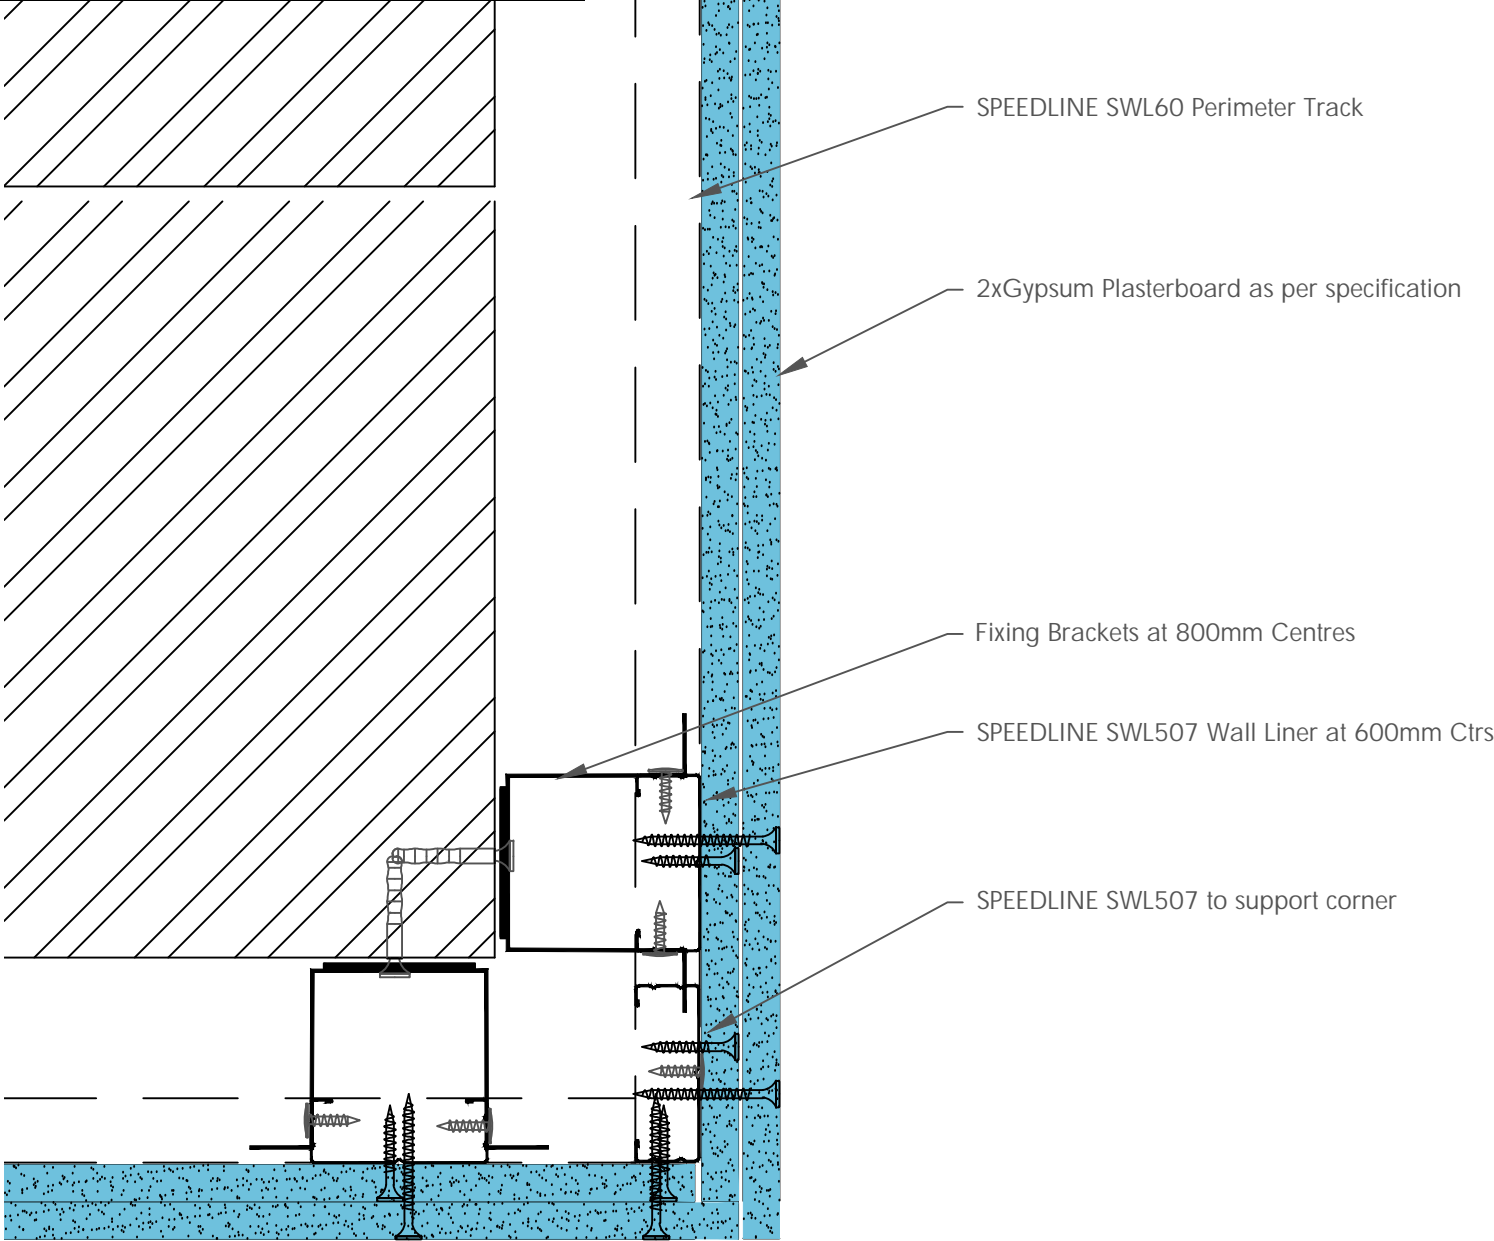 SPEEDLINE SWL60 Perimeter Track
2xGypsum Plasterboard as per specification
Fixing Brackets at 800mm Centres
SPEEDLINE SWL507 Wall Liner at 600mm Ctrs
SPEEDLINE SWL507 to support corner